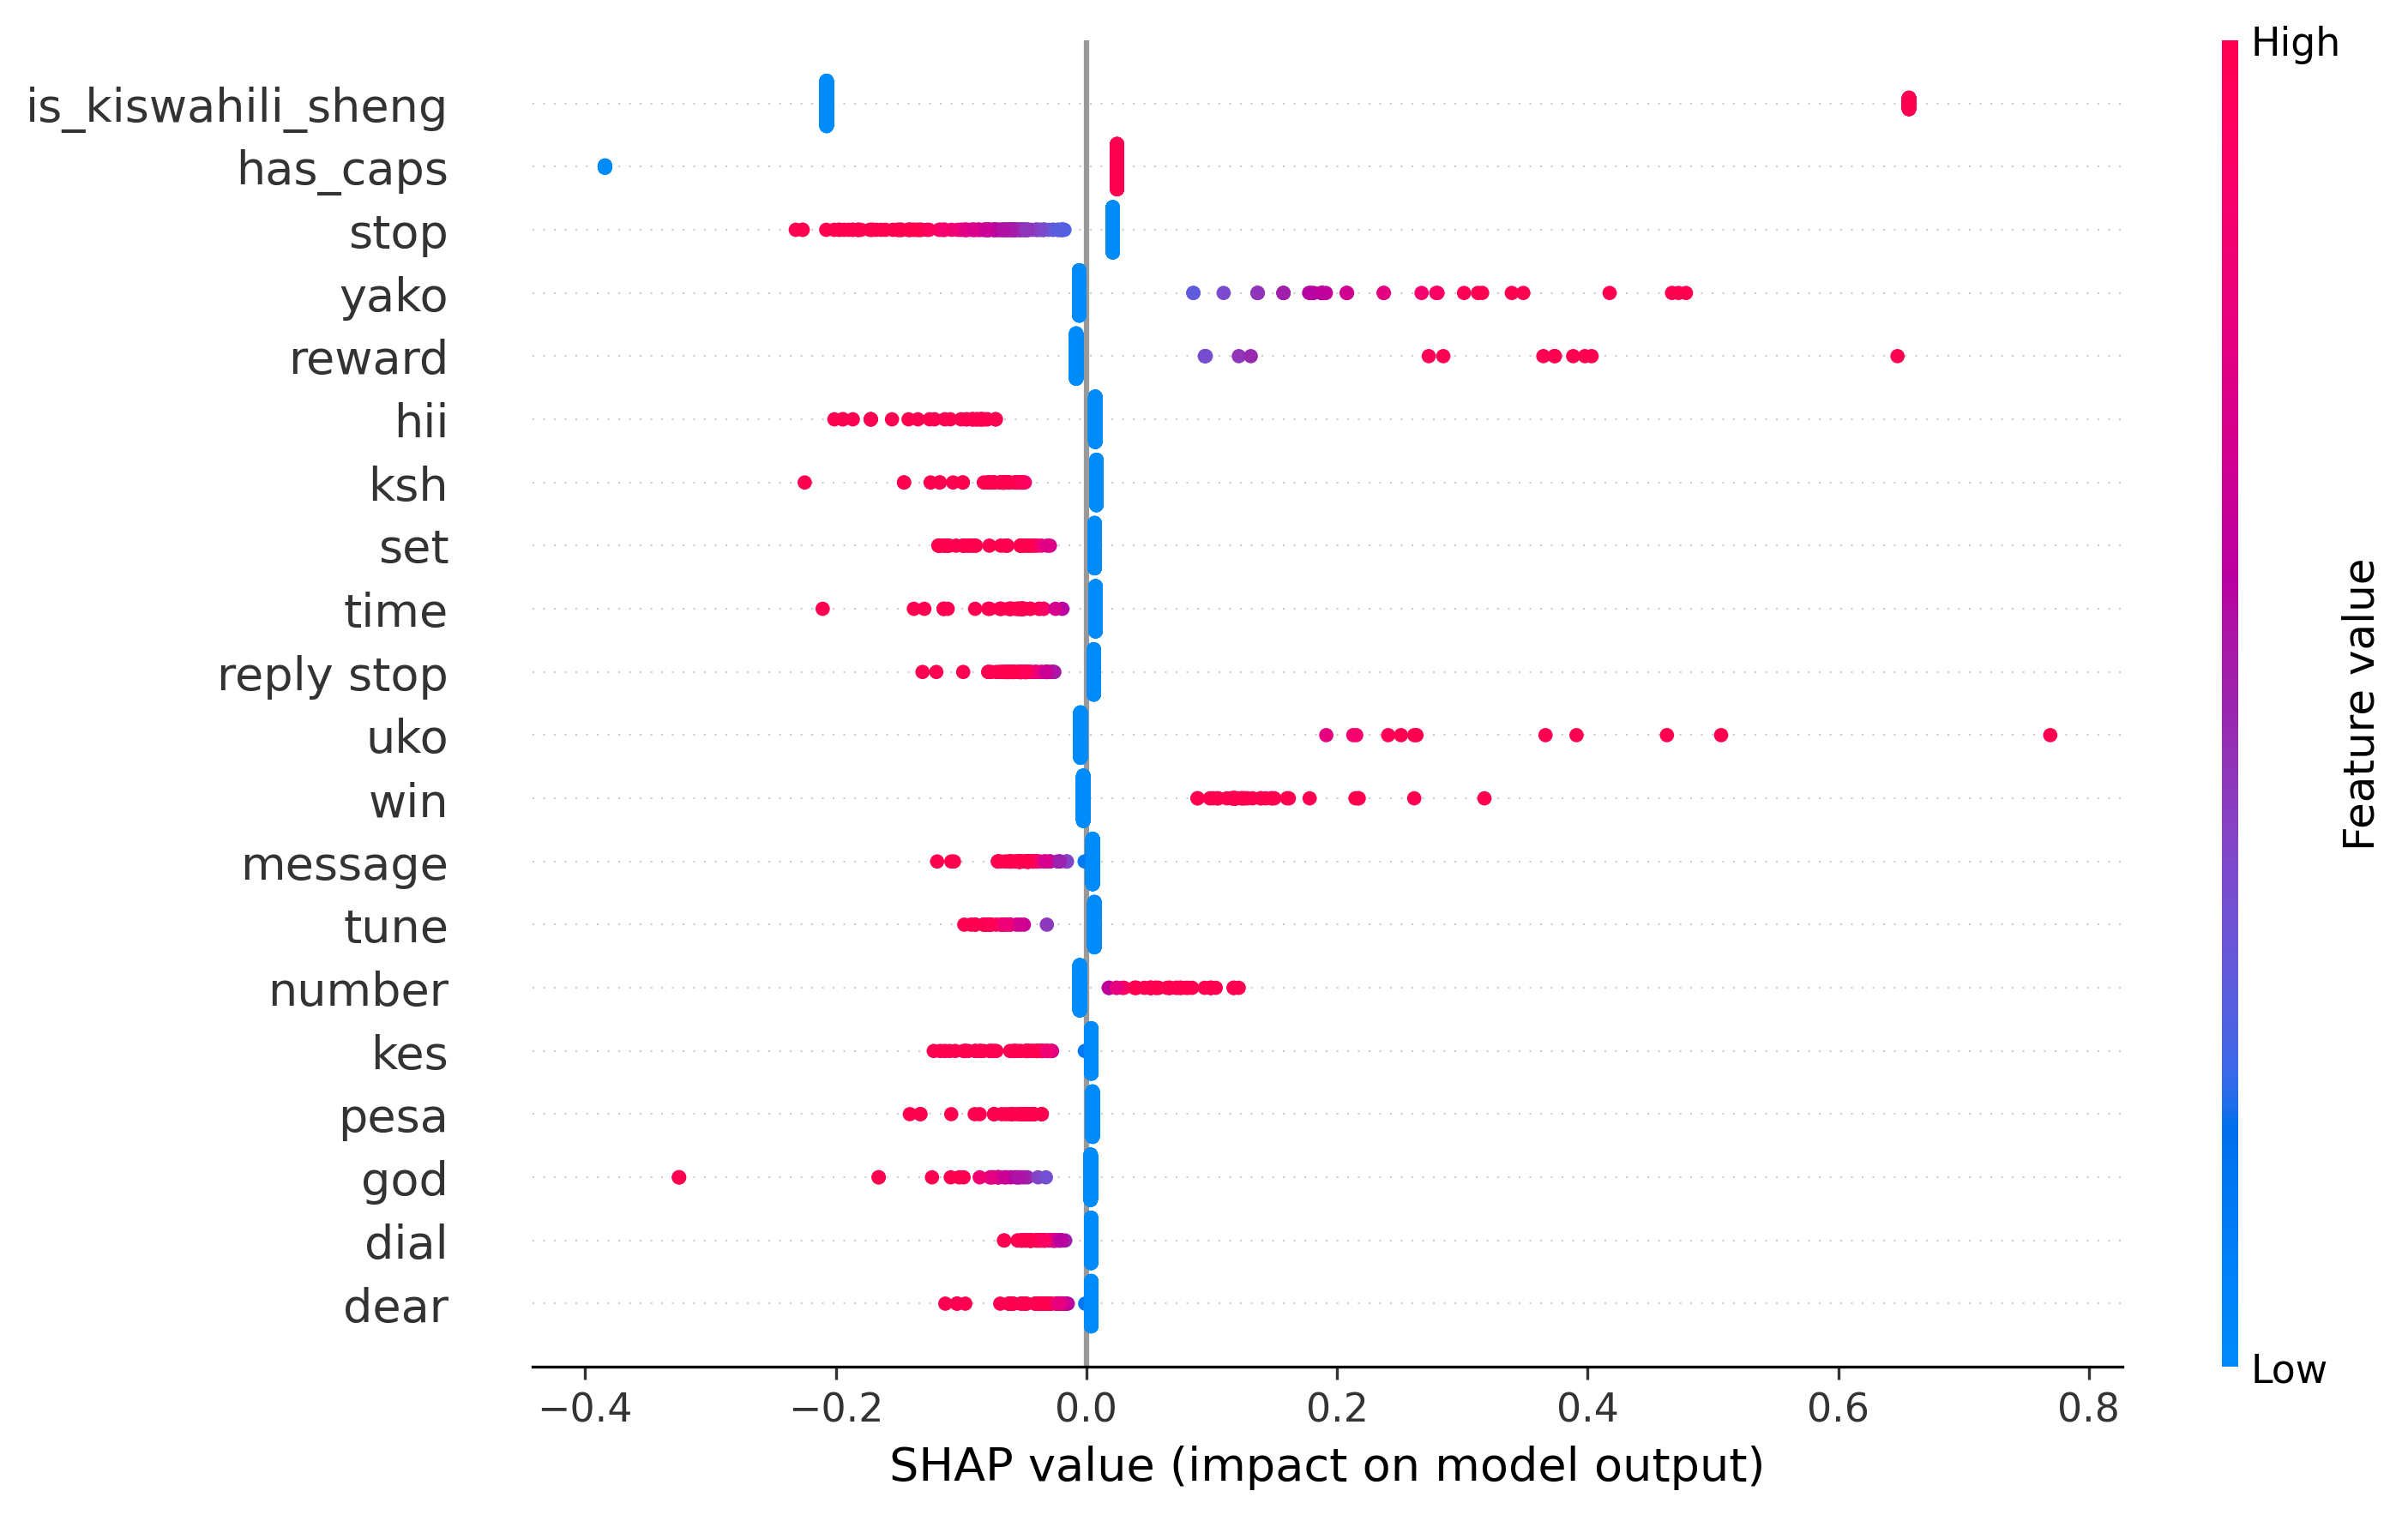 High
is_kiswahili_sheng
has_caps
stop
yako
reward
hii
ksh
set
time
reply stop
uko
win
message
tune
number
kes
pesa
god
dial
dear
Feature value
Low
−0.4 −0.2 0.0 0.2 0.4 0.6 0.8
SHAP value (impact on model output)